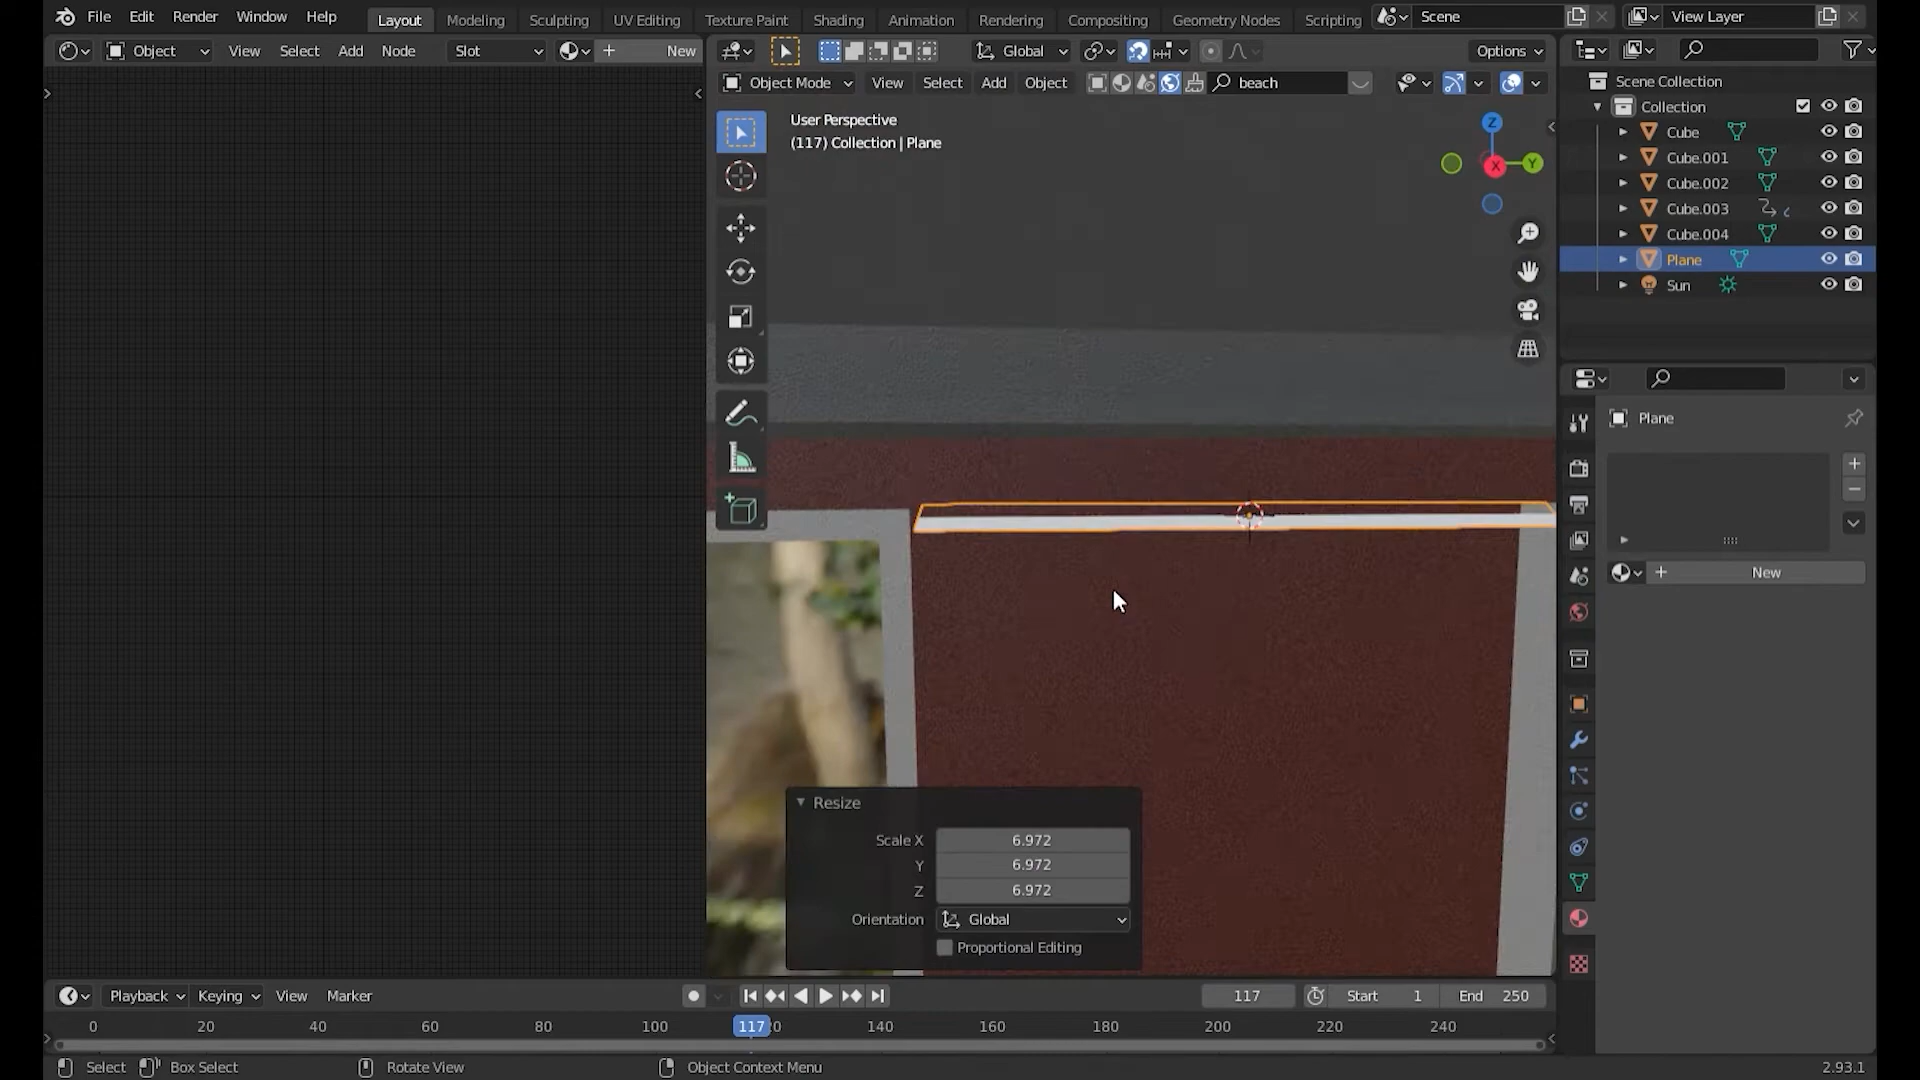 File Edit Render Window Help Layout Modeling Sculpting UV Editing Texture Paint Shading Animation Rendering Compositing Geometry Nodes Scripting Scene View Layer
Object View Select Add Node Slot New Global Options
Object Mode View Select Add Object beach
Scene Collection
Collection
Cube
Cube.001
Cube.002
Cube.003
Cube.004
Plane
Sun
User Perspective
(117) Collection | Plane
Z
X
Y
Plane
New
Resize
Scale X 6.972
Y 6.972
Z 6.972
Orientation Global
Proportional Editing
Playback Keying View Marker 117 Start 1 End 250
0 20 40 60 80 100 117 140 160 180 200 220 240
Select Box Select Rotate View Object Context Menu 2.93.1